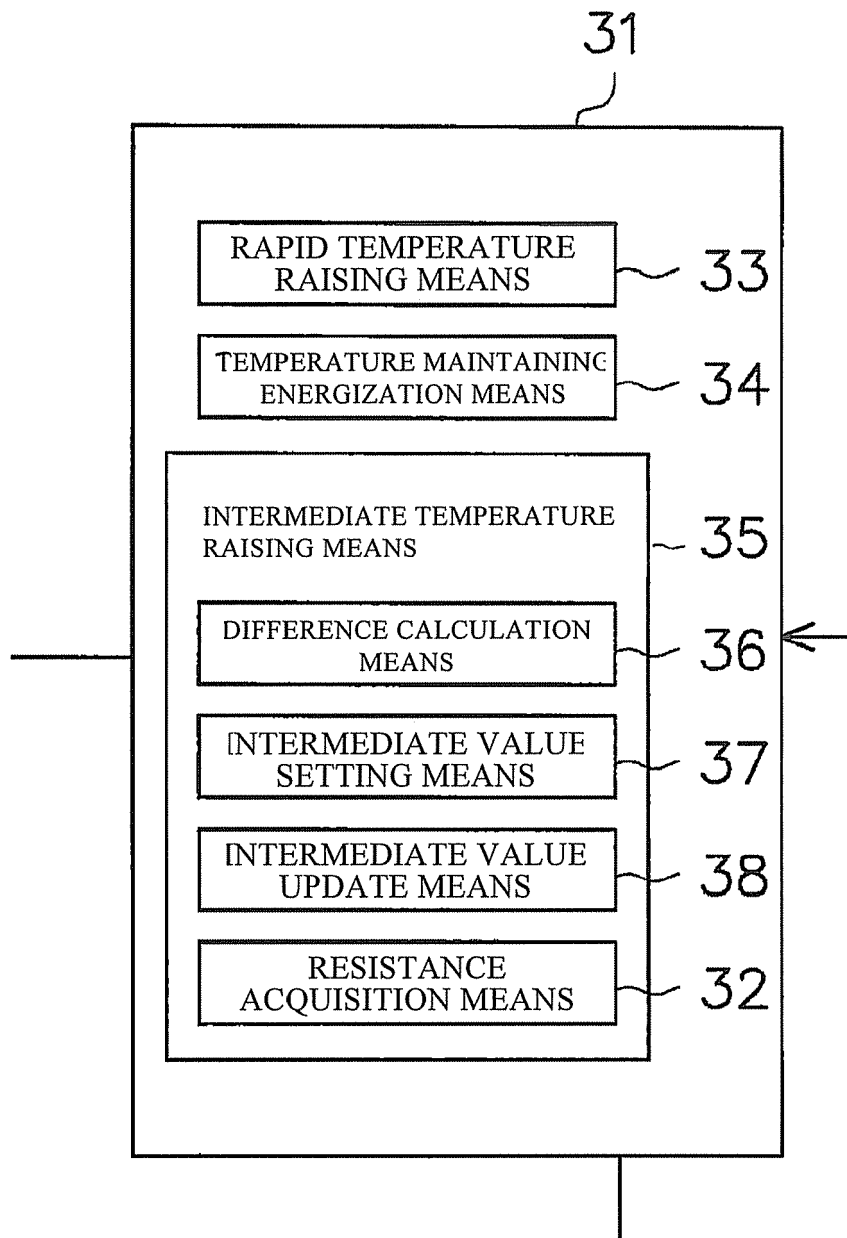 31
RAPID TEMPERATURE
RAISING MEANS
33
TEMPERATURE MAINTAINING
ENERGIZATION MEANS
34
INTERMEDIATE TEMPERATURE
RAISING MEANS
35
DIFFERENCE CALCULATION
MEANS
36
INTERMEDIATE VALUE
SETTING MEANS
37
INTERMEDIATE VALUE
UPDATE MEANS
38
RESISTANCE
ACQUISITION MEANS
32